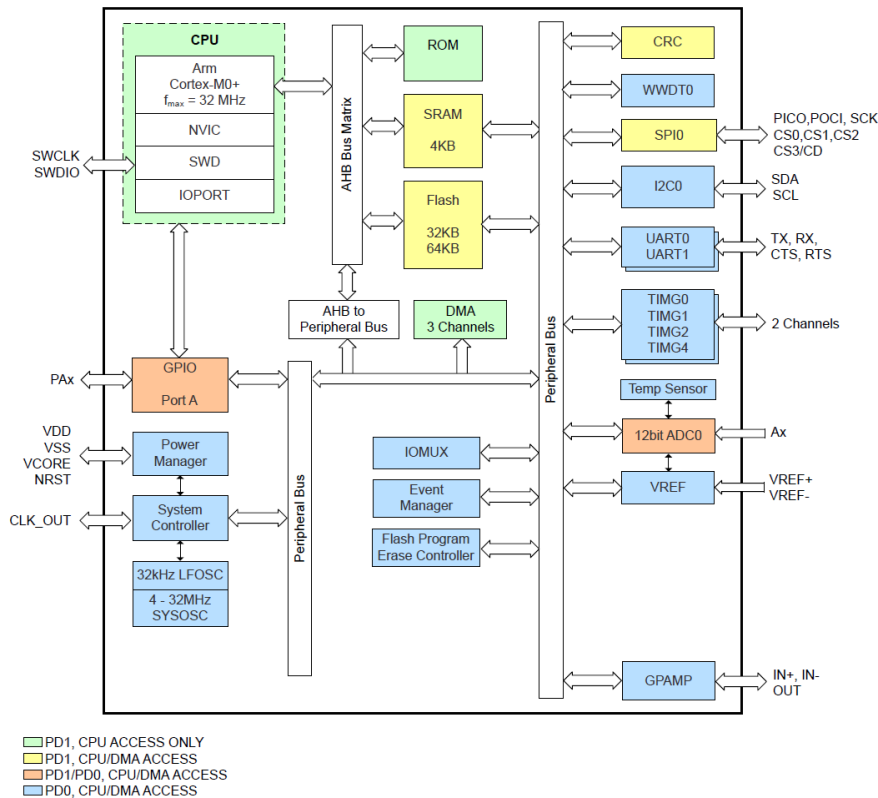 CPU
Arm
Cortex-M0+
fmax = 32 MHz
NVIC
SWD
IOPORT
SWCLK
SWDIO
AHB Bus Matrix
ROM
SRAM
4KB
Flash
32KB
64KB
AHB to
Peripheral Bus
DMA
3 Channels
PAx
GPIO
Port A
VDD
VSS
VCORE
NRST
Power
Manager
CLK_OUT
System
Controller
32kHz LFOSC
4 - 32MHz
SYSOSC
Peripheral Bus
IOMUX
Event
Manager
Flash Program
Erase Controller
Peripheral Bus
CRC
WWDT0
SPI0
PICO,POCI, SCK
CS0,CS1,CS2
CS3/CD
I2C0
SDA
SCL
UART0
UART1
TX, RX,
CTS, RTS
TIMG0
TIMG1
TIMG2
TIMG4
2 Channels
Temp Sensor
12bit ADC0
Ax
VREF
VREF+
VREF-
GPAMP
IN+, IN-
OUT
PD1, CPU ACCESS ONLY
PD1, CPU/DMA ACCESS
PD1/PD0, CPU/DMA ACCESS
PD0, CPU/DMA ACCESS